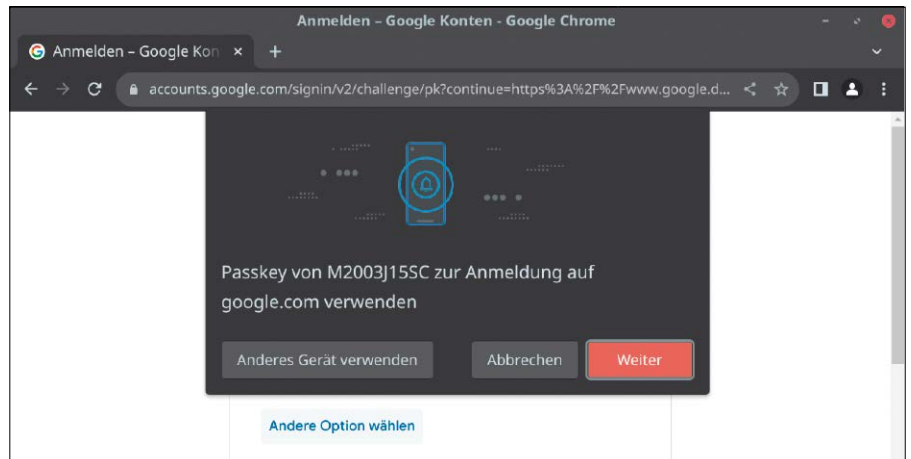 Anmelden – Google Konten - Google Chrome
Anmelden – Google Kon
accounts.google.com/signin/v2/challenge/pk?continue=https%3A%2F%2Fwww.google.d...
Passkey von M2003J15SC zur Anmeldung auf
google.com verwenden
Anderes Gerät verwenden Abbrechen Weiter
Andere Option wählen